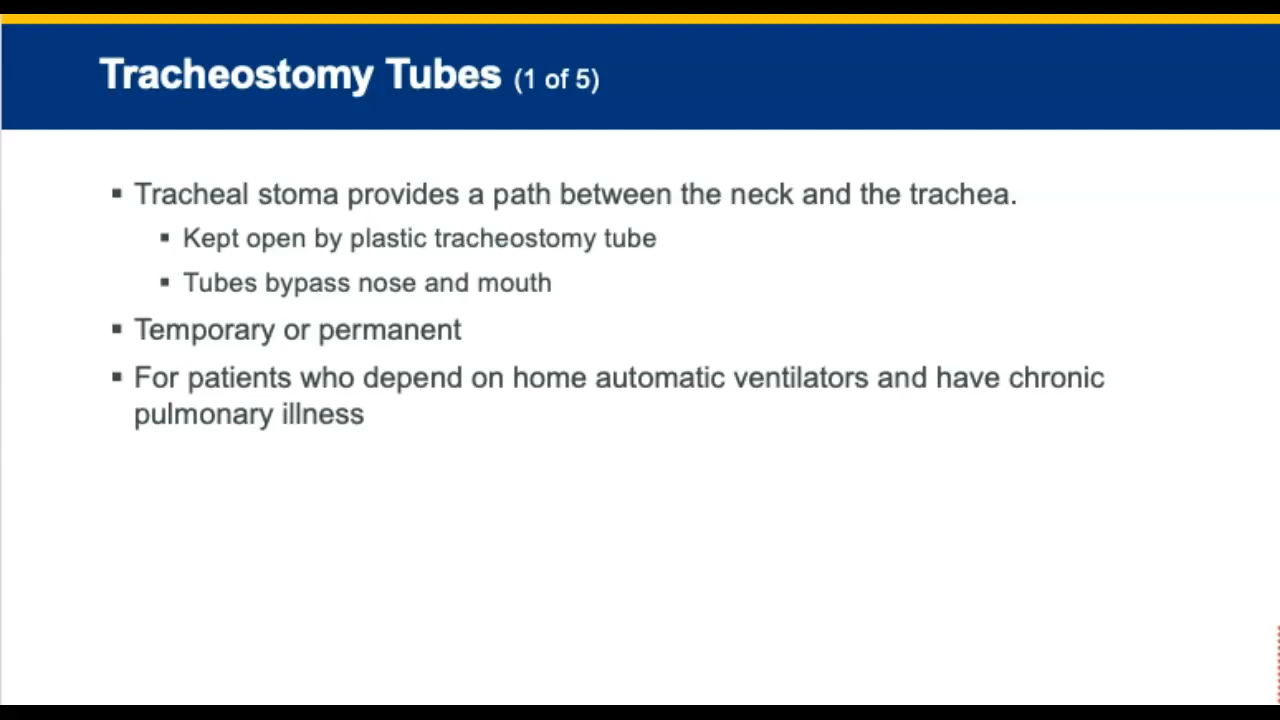 Tracheostomy Tubes (1 of 5)
▪ Tracheal stoma provides a path between the neck and the trachea.
▪ Kept open by plastic tracheostomy tube
▪ Tubes bypass nose and mouth
▪ Temporary or permanent
▪ For patients who depend on home automatic ventilators and have chronic
pulmonary illness